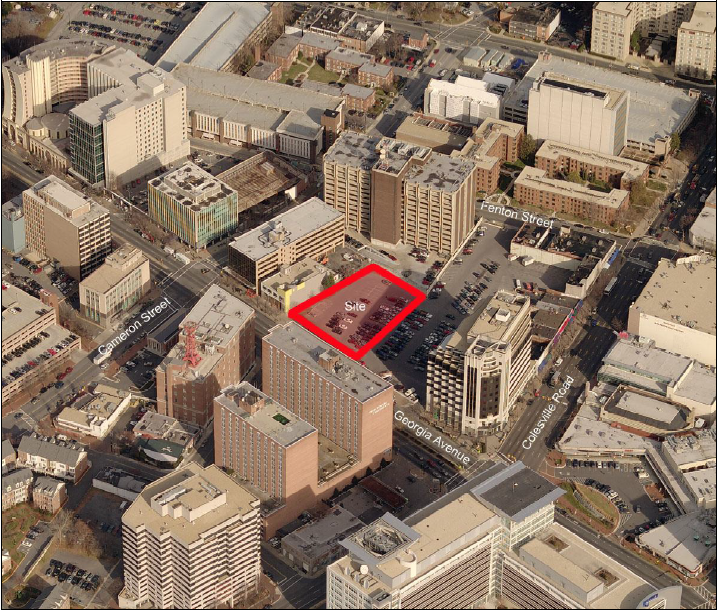 Fenton Street
Site
Cameron Street
Georgia Avenue
Colesville Road